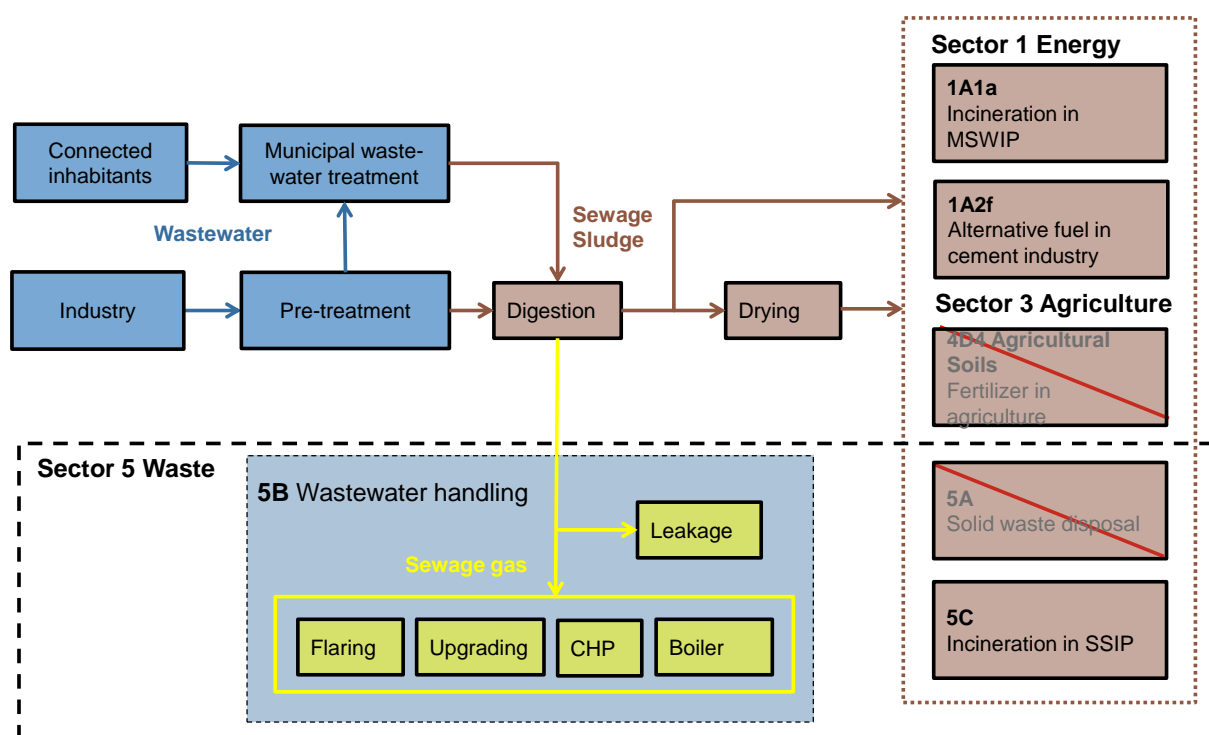 Sector 1 Energy
1A1a
Incineration in
MSWIP
Connected
inhabitants
Municipal waste-
water treatment
1A2f
Alternative fuel in
cement industry
Wastewater
Sewage
Sludge
Industry
Pre-treatment
Digestion
Drying
Sector 3 Agriculture
4D4 Agricultural
Soils
Fertilizer in
agriculture
Sector 5 Waste
5B Wastewater handling
5A
Solid waste disposal
Leakage
Sewage gas
5C
Incineration in SSIP
Flaring
Upgrading
CHP
Boiler